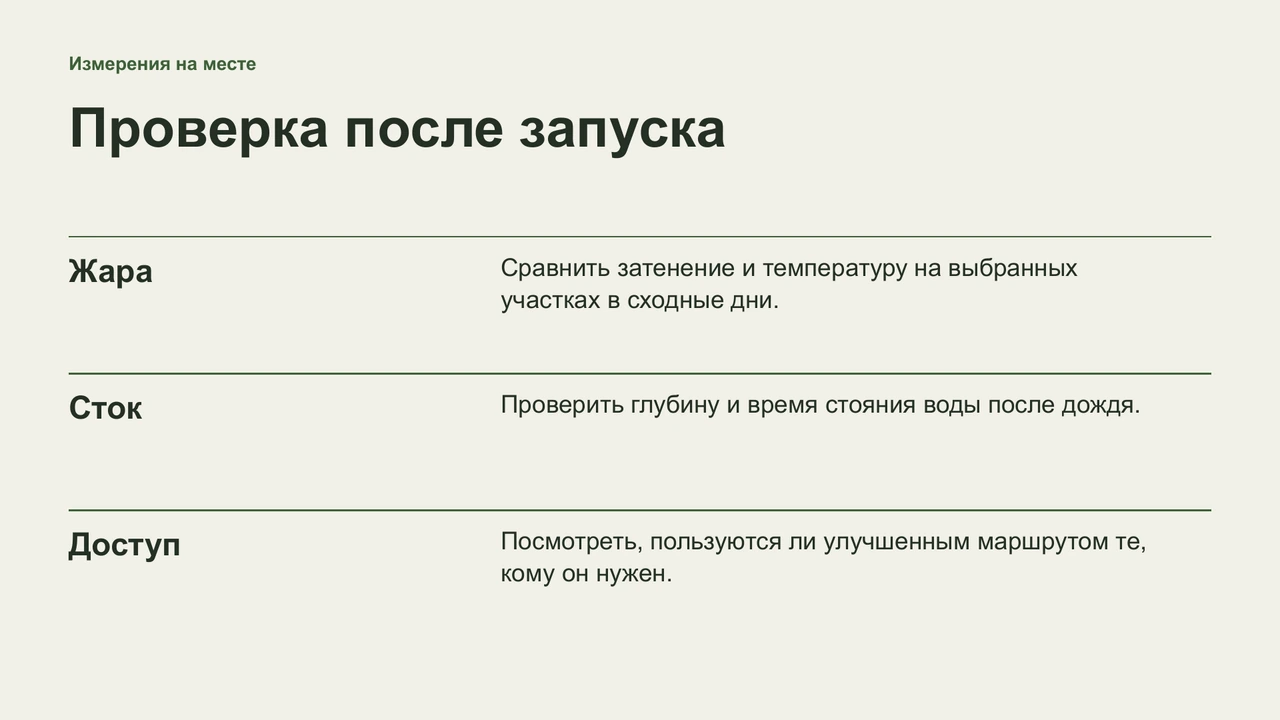 Измерения на месте
Проверка после запуска
Жара
Сравнить затенение и температуру на выбранных
участках в сходные дни.
Сток
Проверить глубину и время стояния воды после дождя.
Доступ
Посмотреть, пользуются ли улучшенным маршрутом те,
кому он нужен.